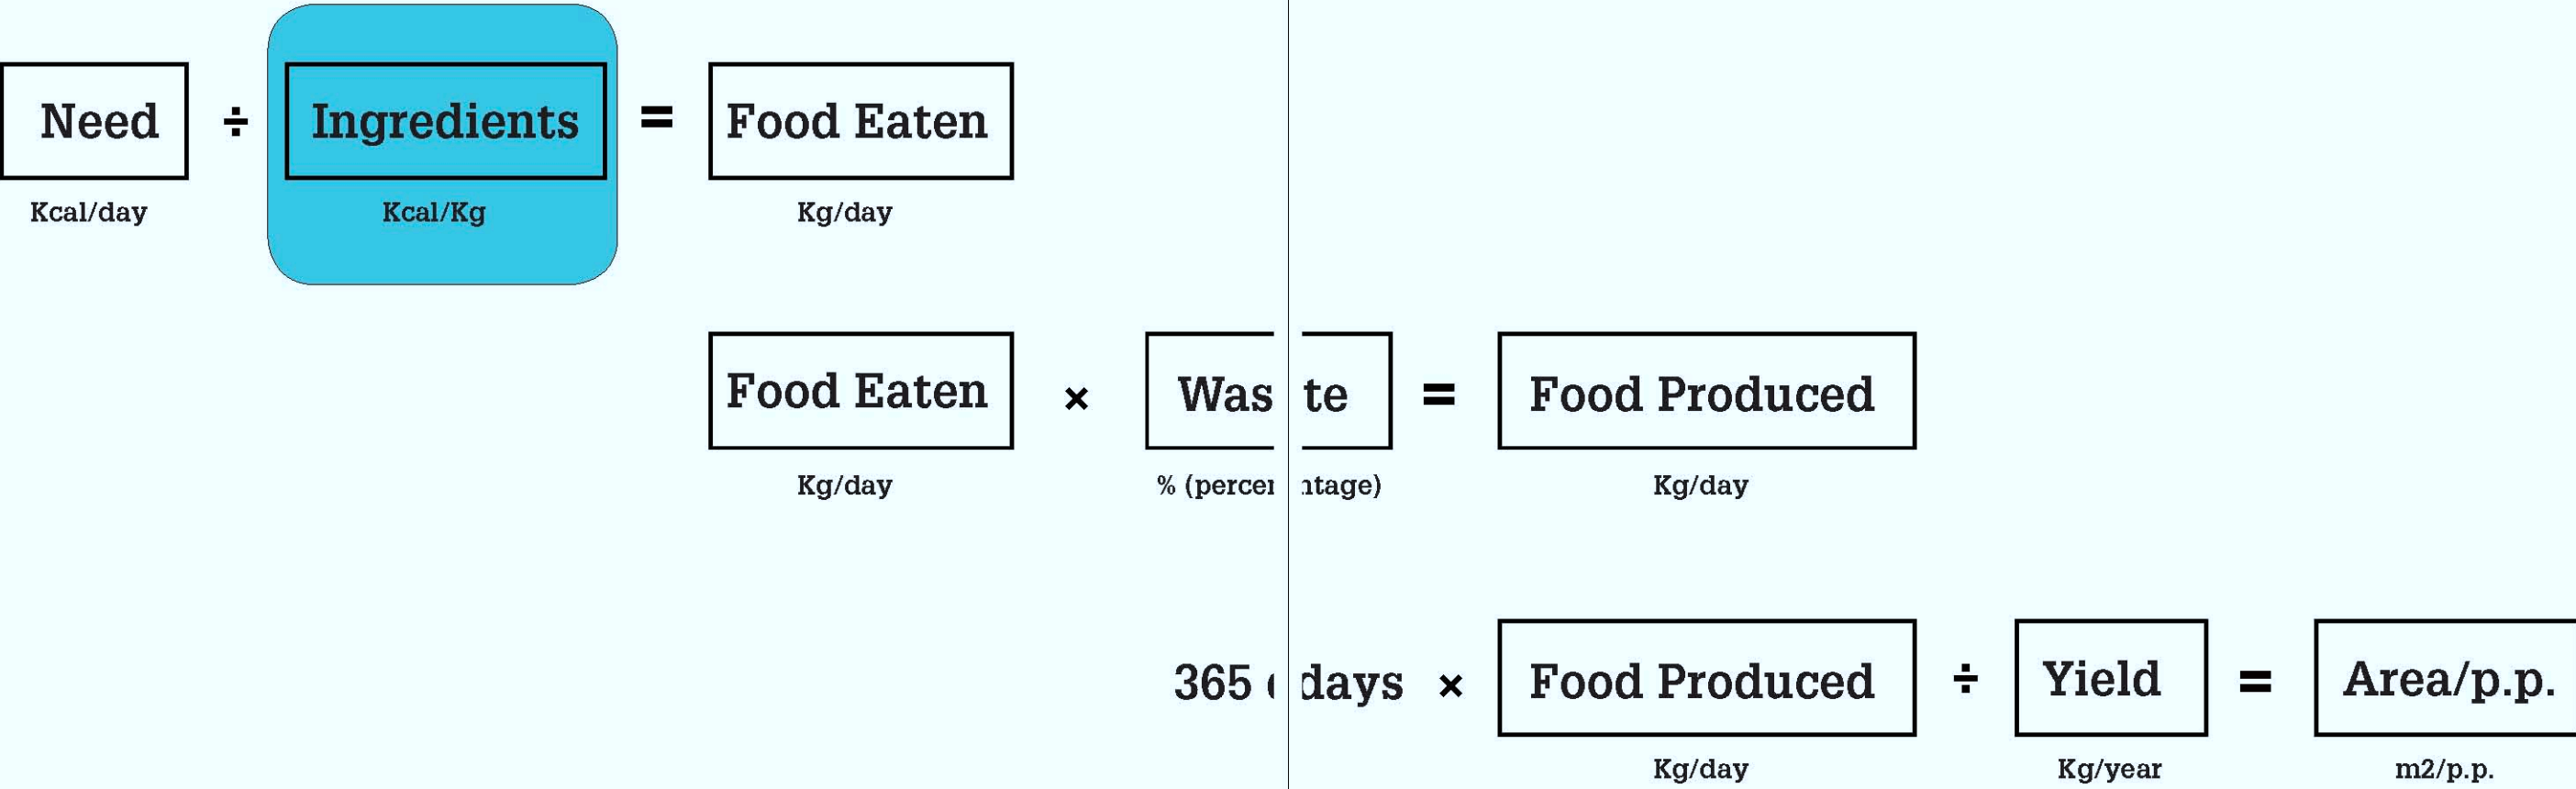 Need ÷ Ingredients = Food Eaten
Kcal/day Kcal/Kg Kg/day
Food Eaten × Was te = Food Produced
Kg/day % (percen ntage) Kg/day
365 days × Food Produced ÷ Yield = Area/p.p.
Kg/day Kg/year m2/p.p.